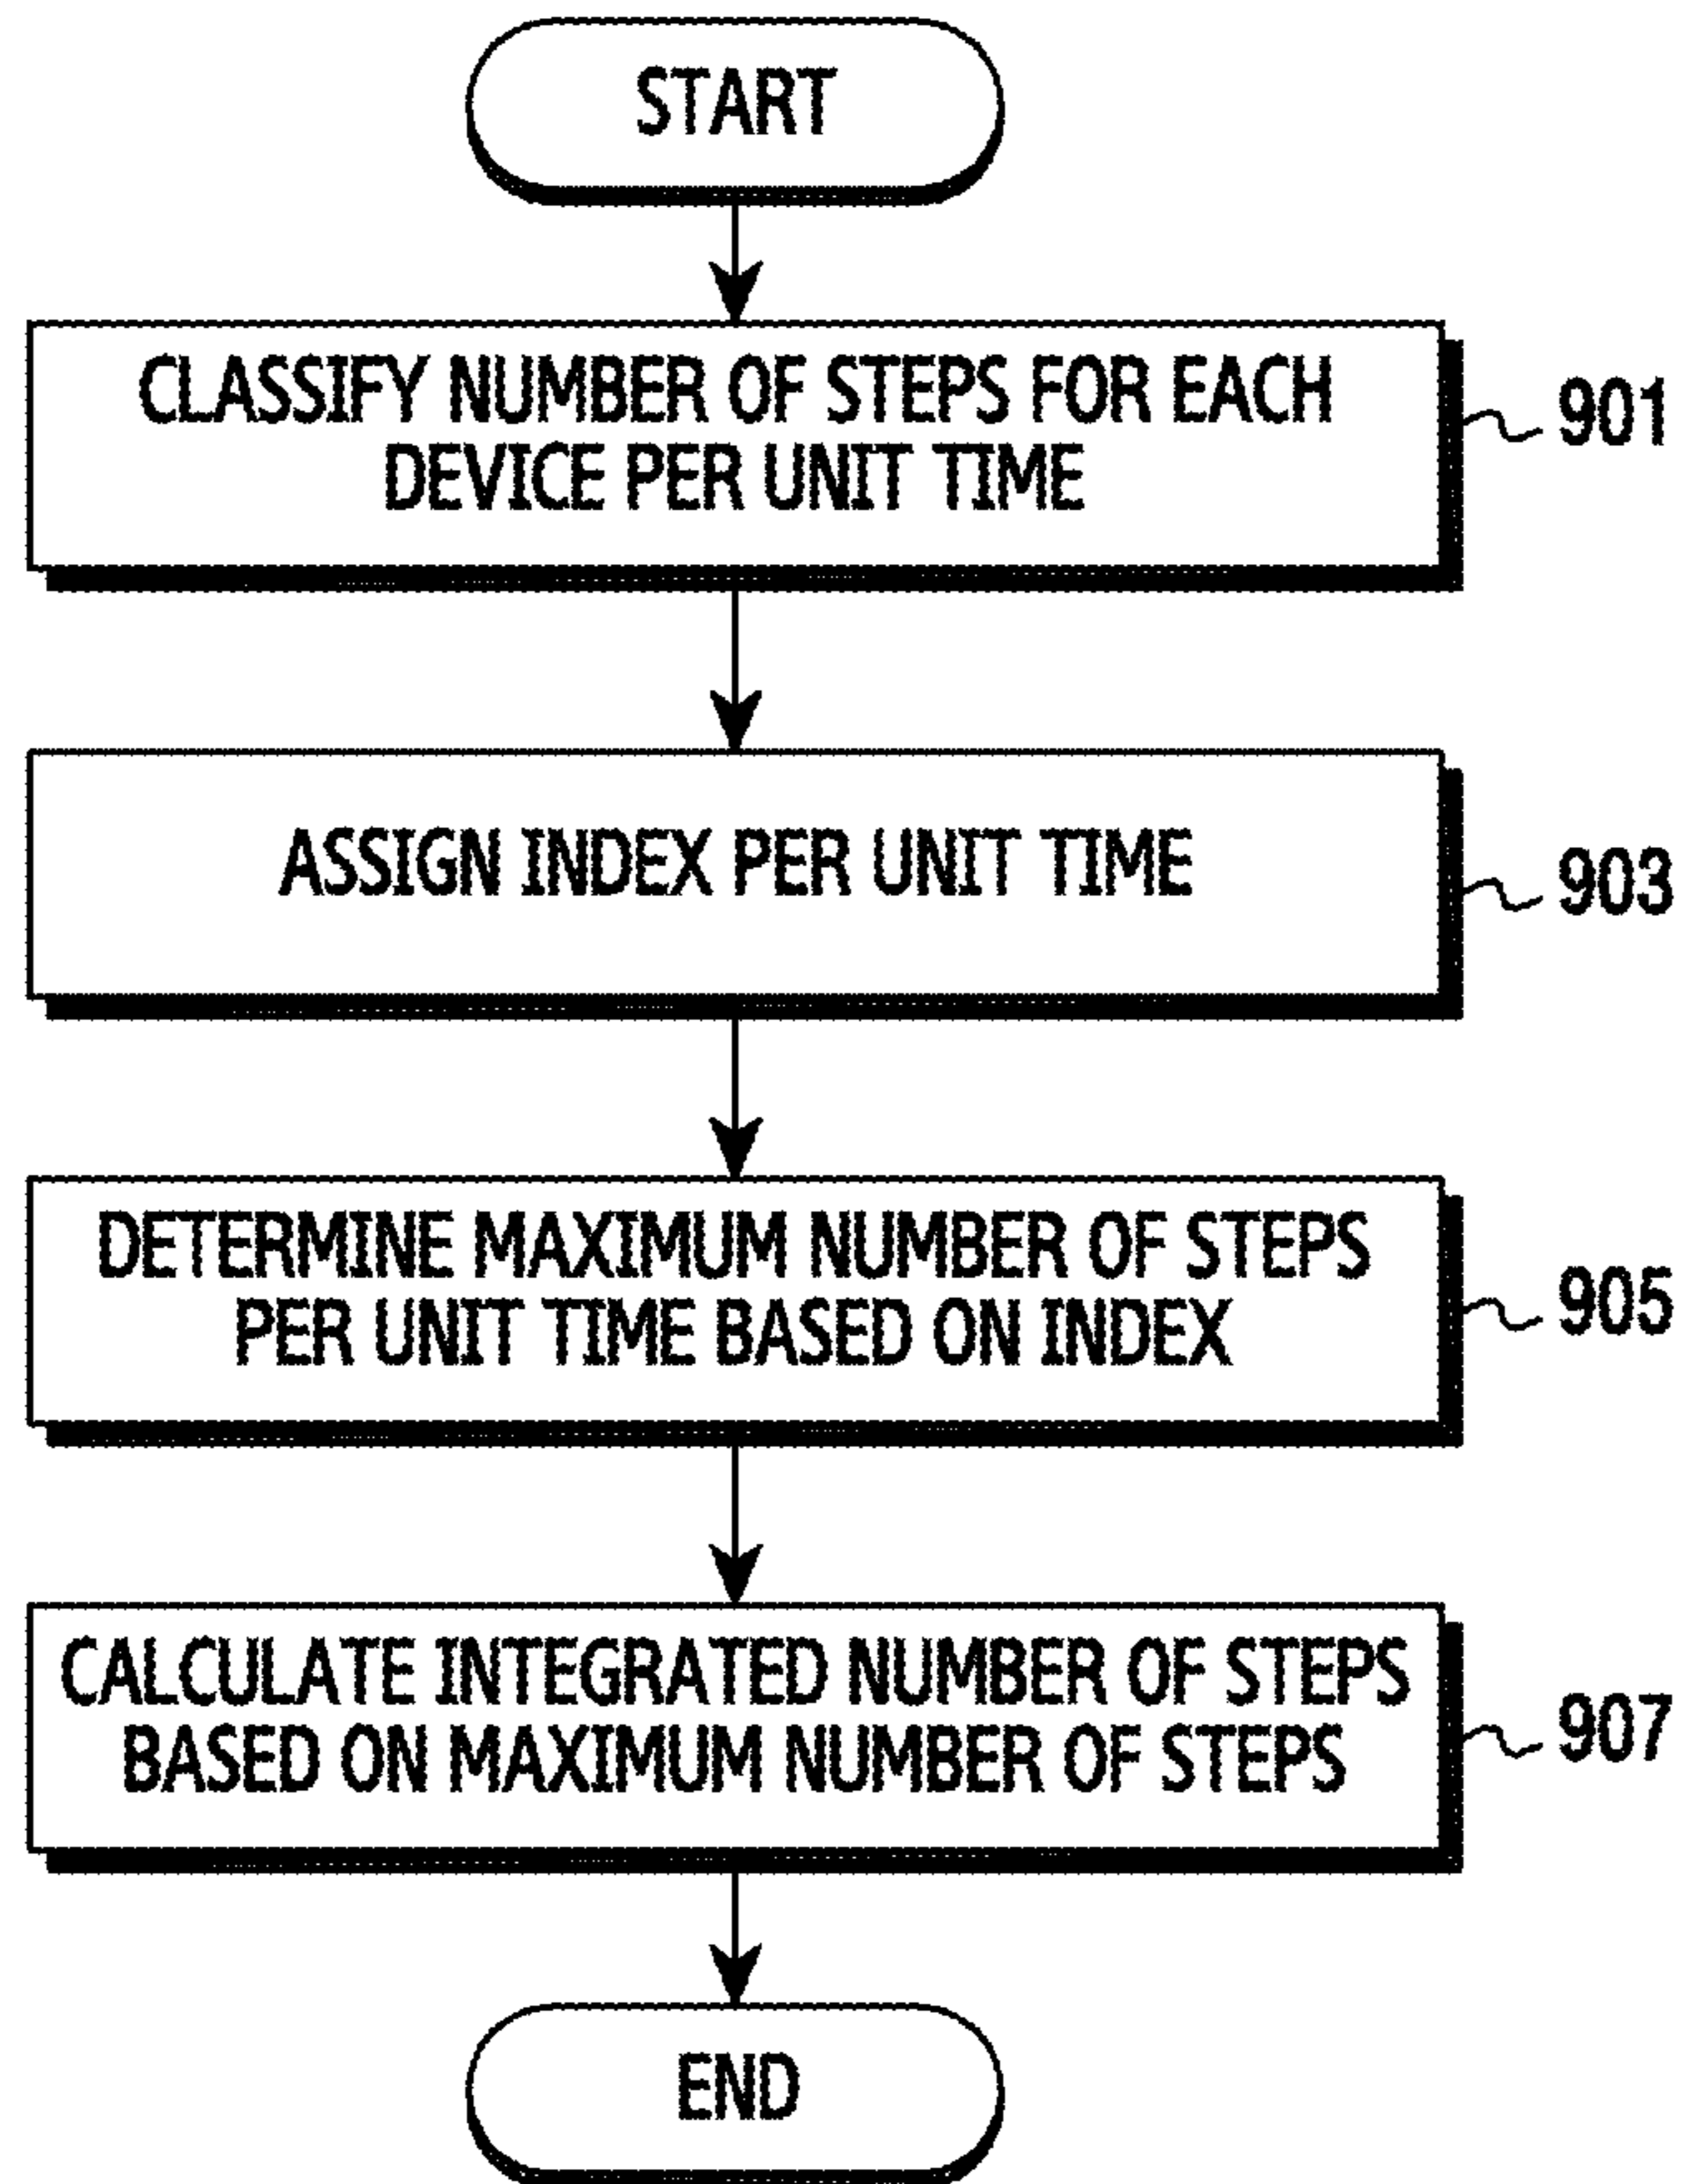 START
CLASSIFY NUMBER OF STEPS FOR EACH
DEVICE PER UNIT TIME
901
ASSIGN INDEX PER UNIT TIME
903
DETERMINE MAXIMUM NUMBER OF STEPS
PER UNIT TIME BASED ON INDEX
905
CALCULATE INTEGRATED NUMBER OF STEPS
BASED ON MAXIMUM NUMBER OF STEPS
907
END